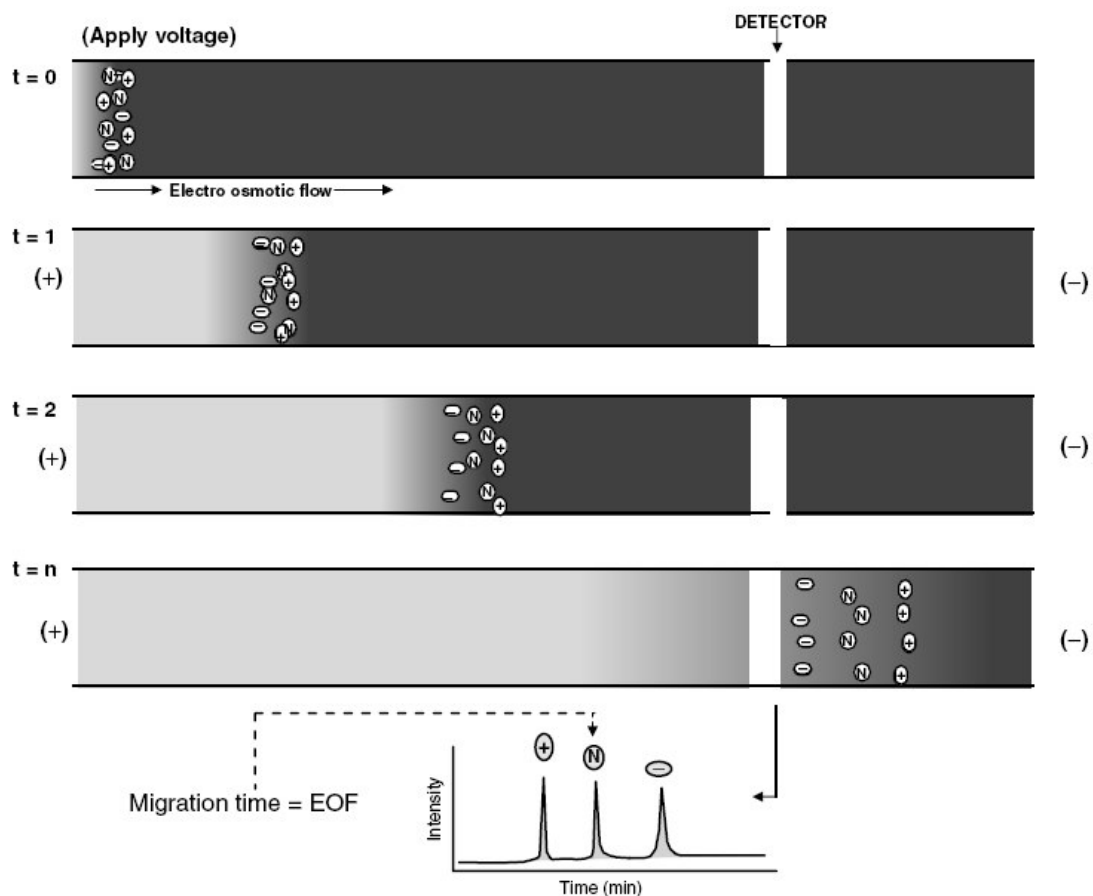 (Apply voltage)
DETECTOR
t = 0
N + + N + − N + − − + N
Electro osmotic flow
t = 1
(+)
− N + N − + N + − − + N
(−)
t = 2
(+)
− N + − N + N − + − N +
(−)
t = n
(+)
− N + − N + − N + − N +
(−)
+ N −
Migration time = EOF
Intensity
Time (min)